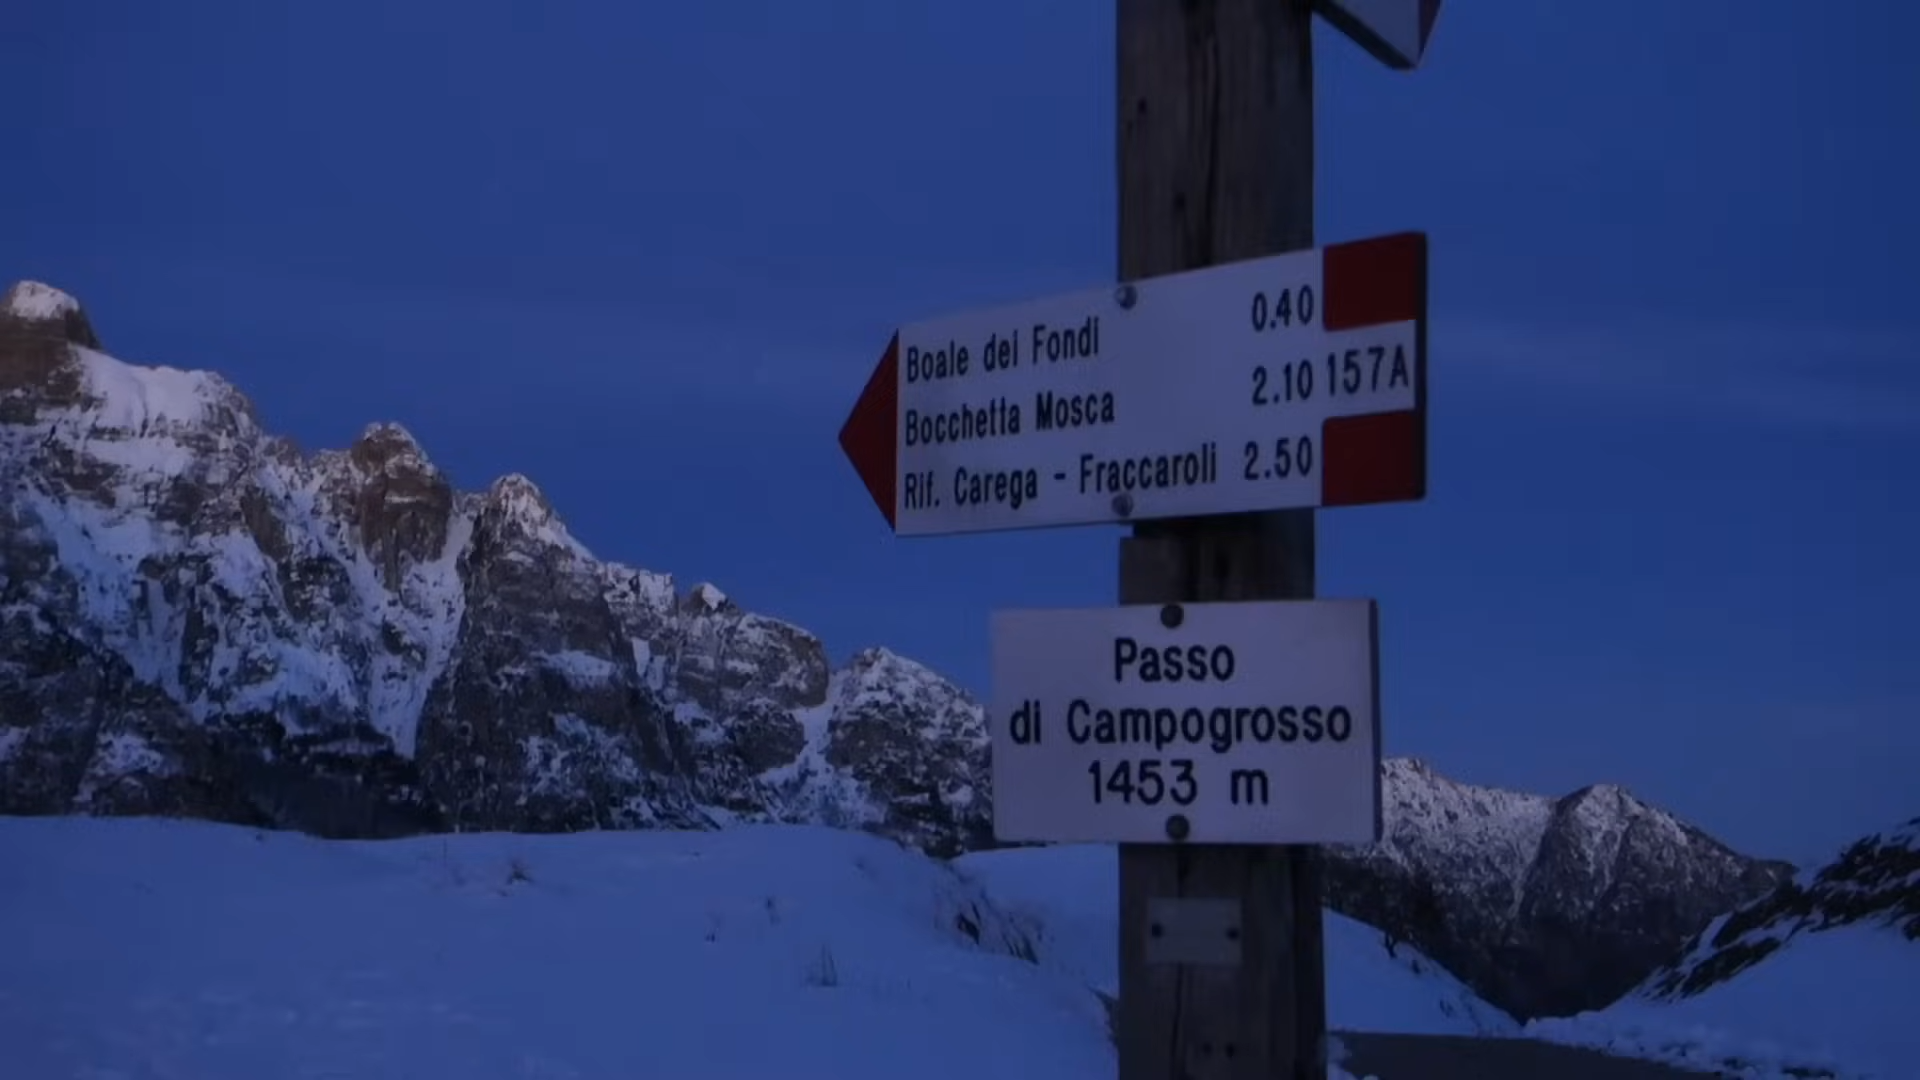 Boale dei Fondi 0.40
Bocchetta Mosca 2.10 157A
Rif. Carega - Fraccaroli 2.50
Passo
di Campogrosso
1453 m